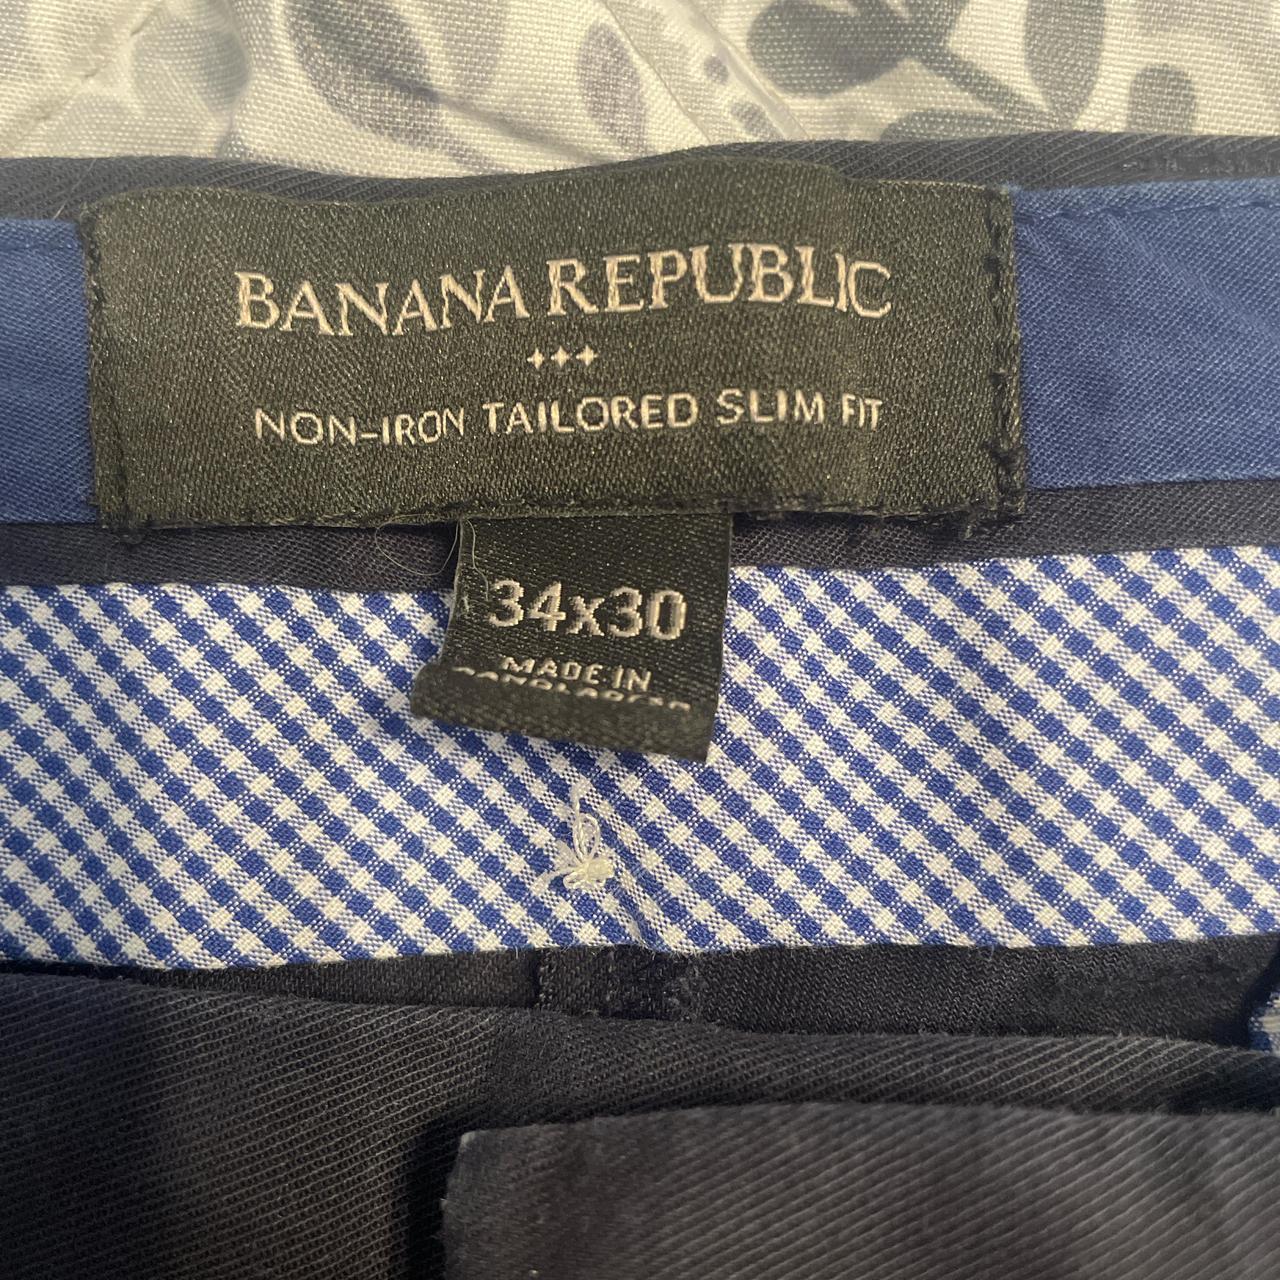 BANANA REPUBLIC
NON-IRON TAILORED SLIM FIT
34x30
MADE IN